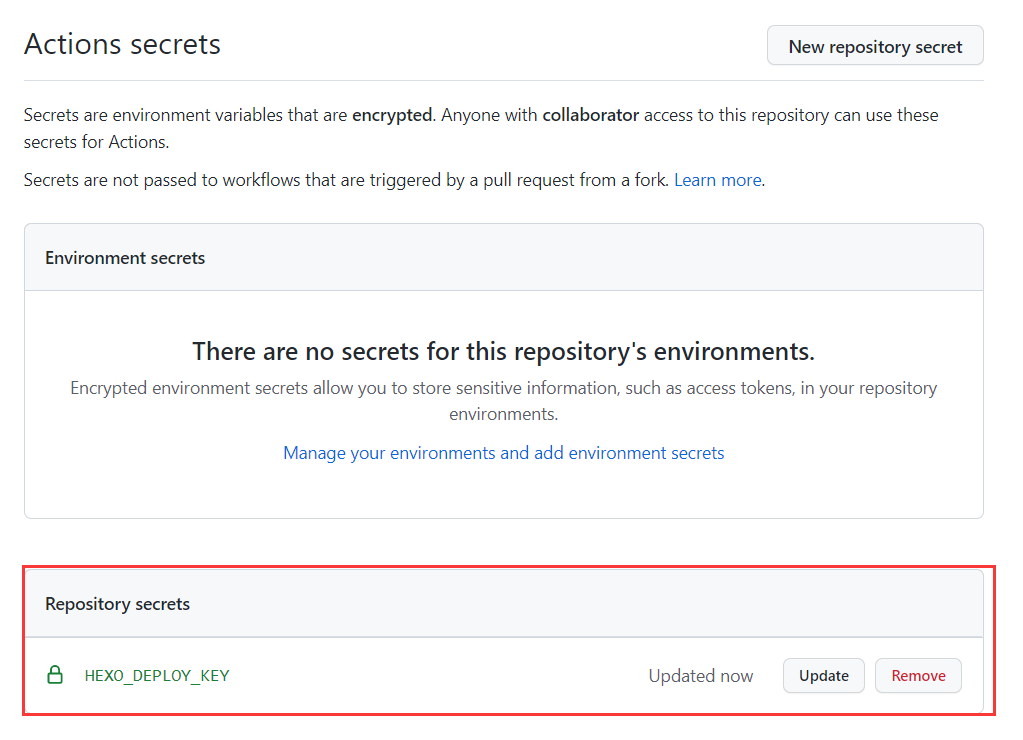 Actions secrets
New repository secret
Secrets are environment variables that are encrypted. Anyone with collaborator access to this repository can use these
secrets for Actions.
Secrets are not passed to workflows that are triggered by a pull request from a fork. Learn more.
Environment secrets
There are no secrets for this repository's environments.
Encrypted environment secrets allow you to store sensitive information, such as access tokens, in your repository
environments.
Manage your environments and add environment secrets
Repository secrets
HEXO_DEPLOY_KEY
Updated now
Update
Remove